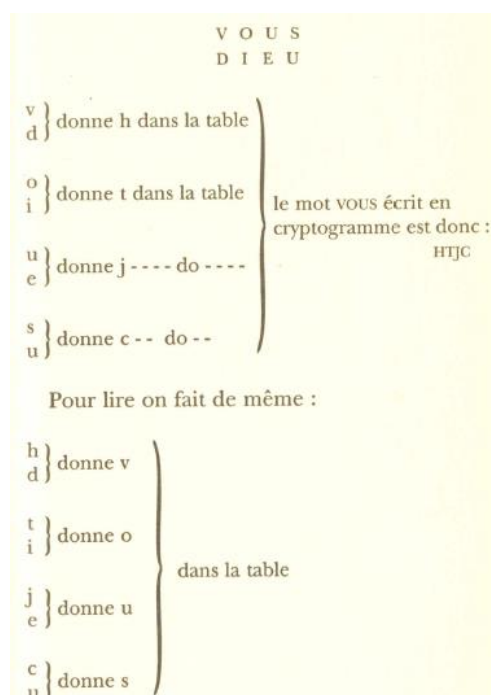 V O U S
D I E U
v
d } donne h dans la table
o
i } donne t dans la table
u
e } donne j - - - - do - - - -
s
u } donne c - - do - -
le mot VOUS écrit en
cryptogramme est donc :
HTJC
Pour lire on fait de même :
h
d } donne v
t
i } donne o
j
e } donne u
c
u } donne s
dans la table